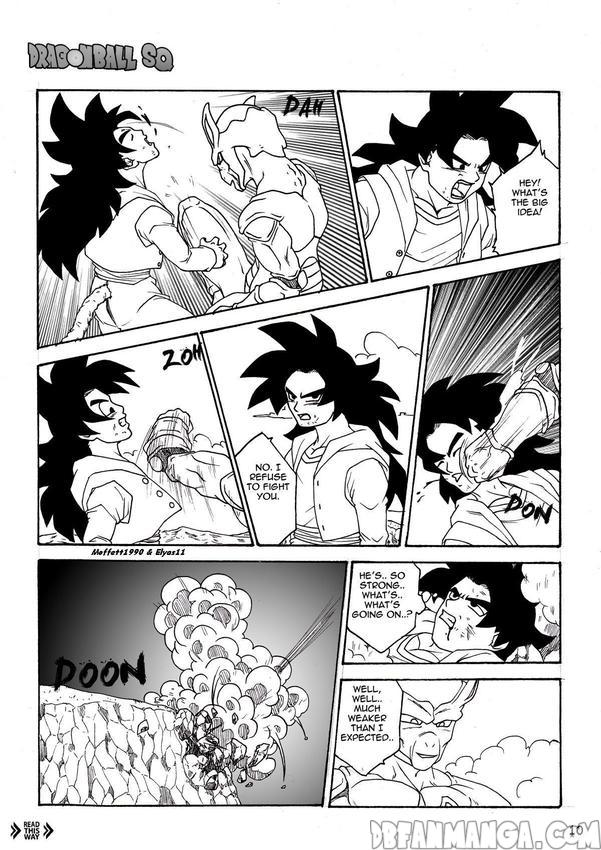 DRAGONBALL SQ
DAH
HEY!
WHAT'S
THE BIG
IDEA!
ZOH
NO. I
REFUSE
TO FIGHT
YOU.
DON
Moffett1990 & Elyas11
DOON
HE'S.. SO
STRONG..
WHAT'S..
WHAT'S
GOING ON..?
WELL,
WELL..
MUCH
WEAKER
THAN I
EXPECTED..
READ
THIS
WAY
10
DBFANMANGA.COM